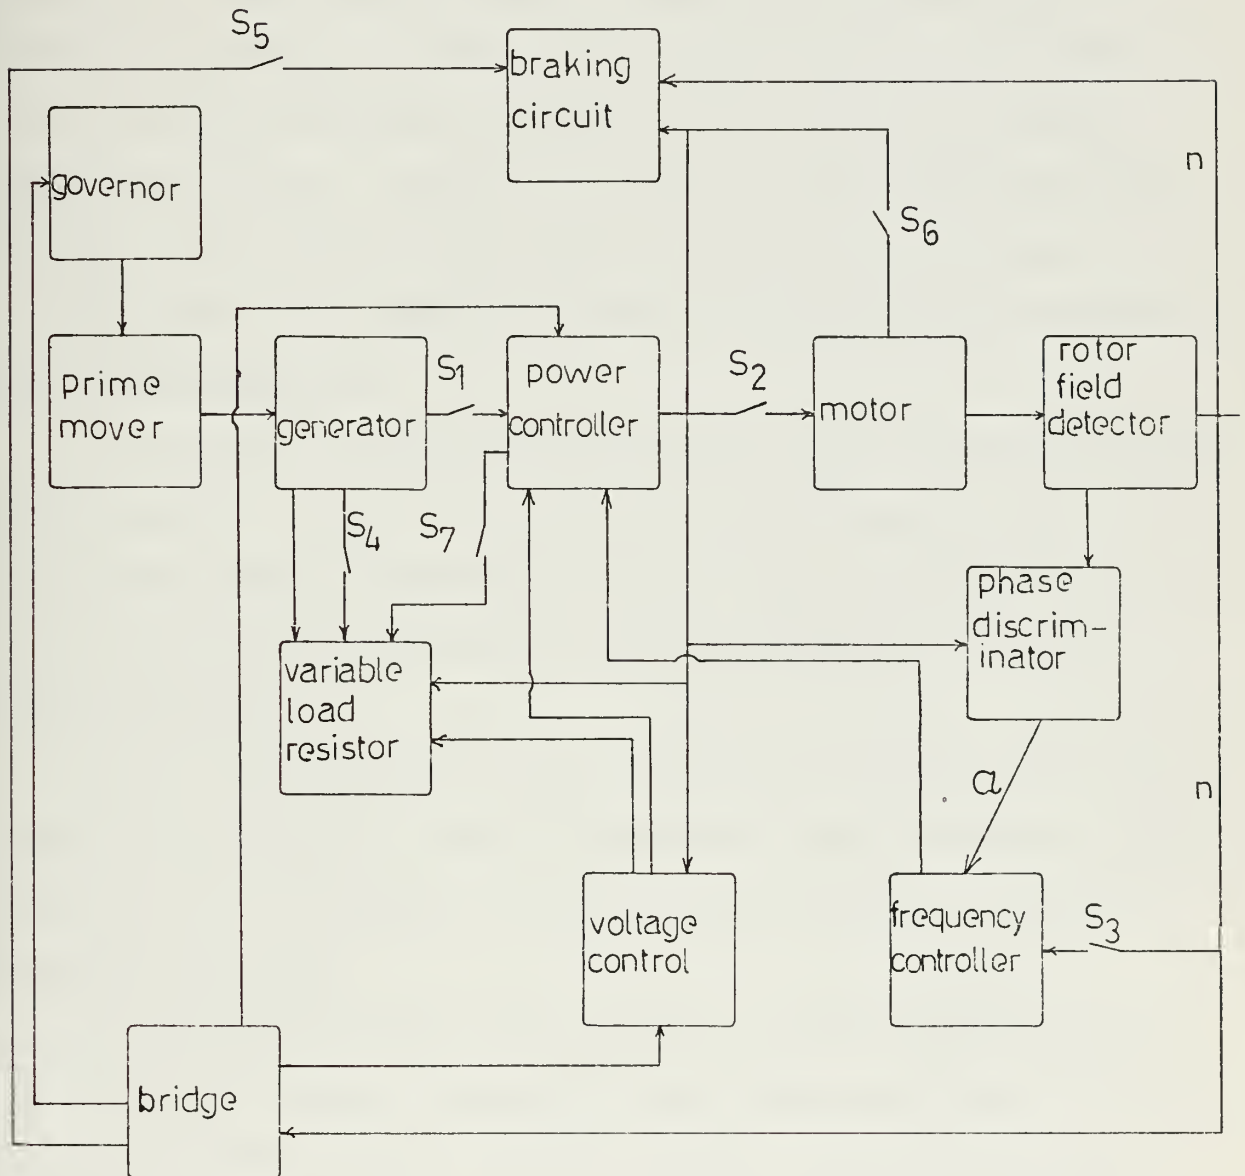 S5
braking
circuit
governor
n
S6
prime
mover
generator
S1
power
controller
S2
motor
rotor
field
detector
S4
S7
phase
discrim-
inator
variable
load
resistor
a
n
voltage
control
frequency
controller
S3
bridge